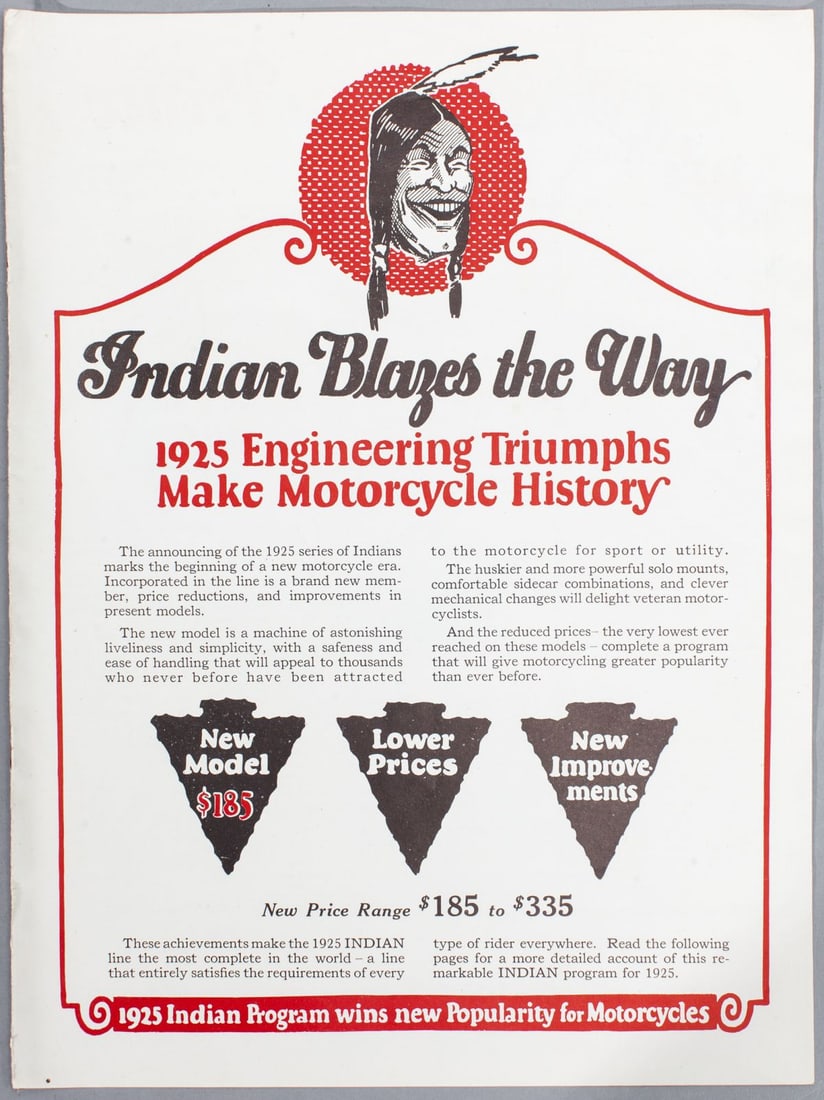 Indian Blazes the Way
1925 Engineering Triumphs
Make Motorcycle History
The announcing of the 1925 series of Indians
marks the beginning of a new motorcycle era.
Incorporated in the line is a brand new mem-
ber, price reductions, and improvements in
present models.
The new model is a machine of astonishing
liveliness and simplicity, with a safeness and
ease of handling that will appeal to thousands
who never before have been attracted
to the motorcycle for sport or utility.
The huskier and more powerful solo mounts,
comfortable sidecar combinations, and clever
mechanical changes will delight veteran motor-
cyclists.
And the reduced prices – the very lowest ever
reached on these models – complete a program
that will give motorcycling greater popularity
than ever before.
New
Model
$185
Lower
Prices
New
Improve-
ments
New Price Range $185 to $335
These achievements make the 1925 INDIAN
line the most complete in the world – a line
that entirely satisfies the requirements of every
type of rider everywhere. Read the following
pages for a more detailed account of this re-
markable INDIAN program for 1925.
1925 Indian Program wins new Popularity for Motorcycles